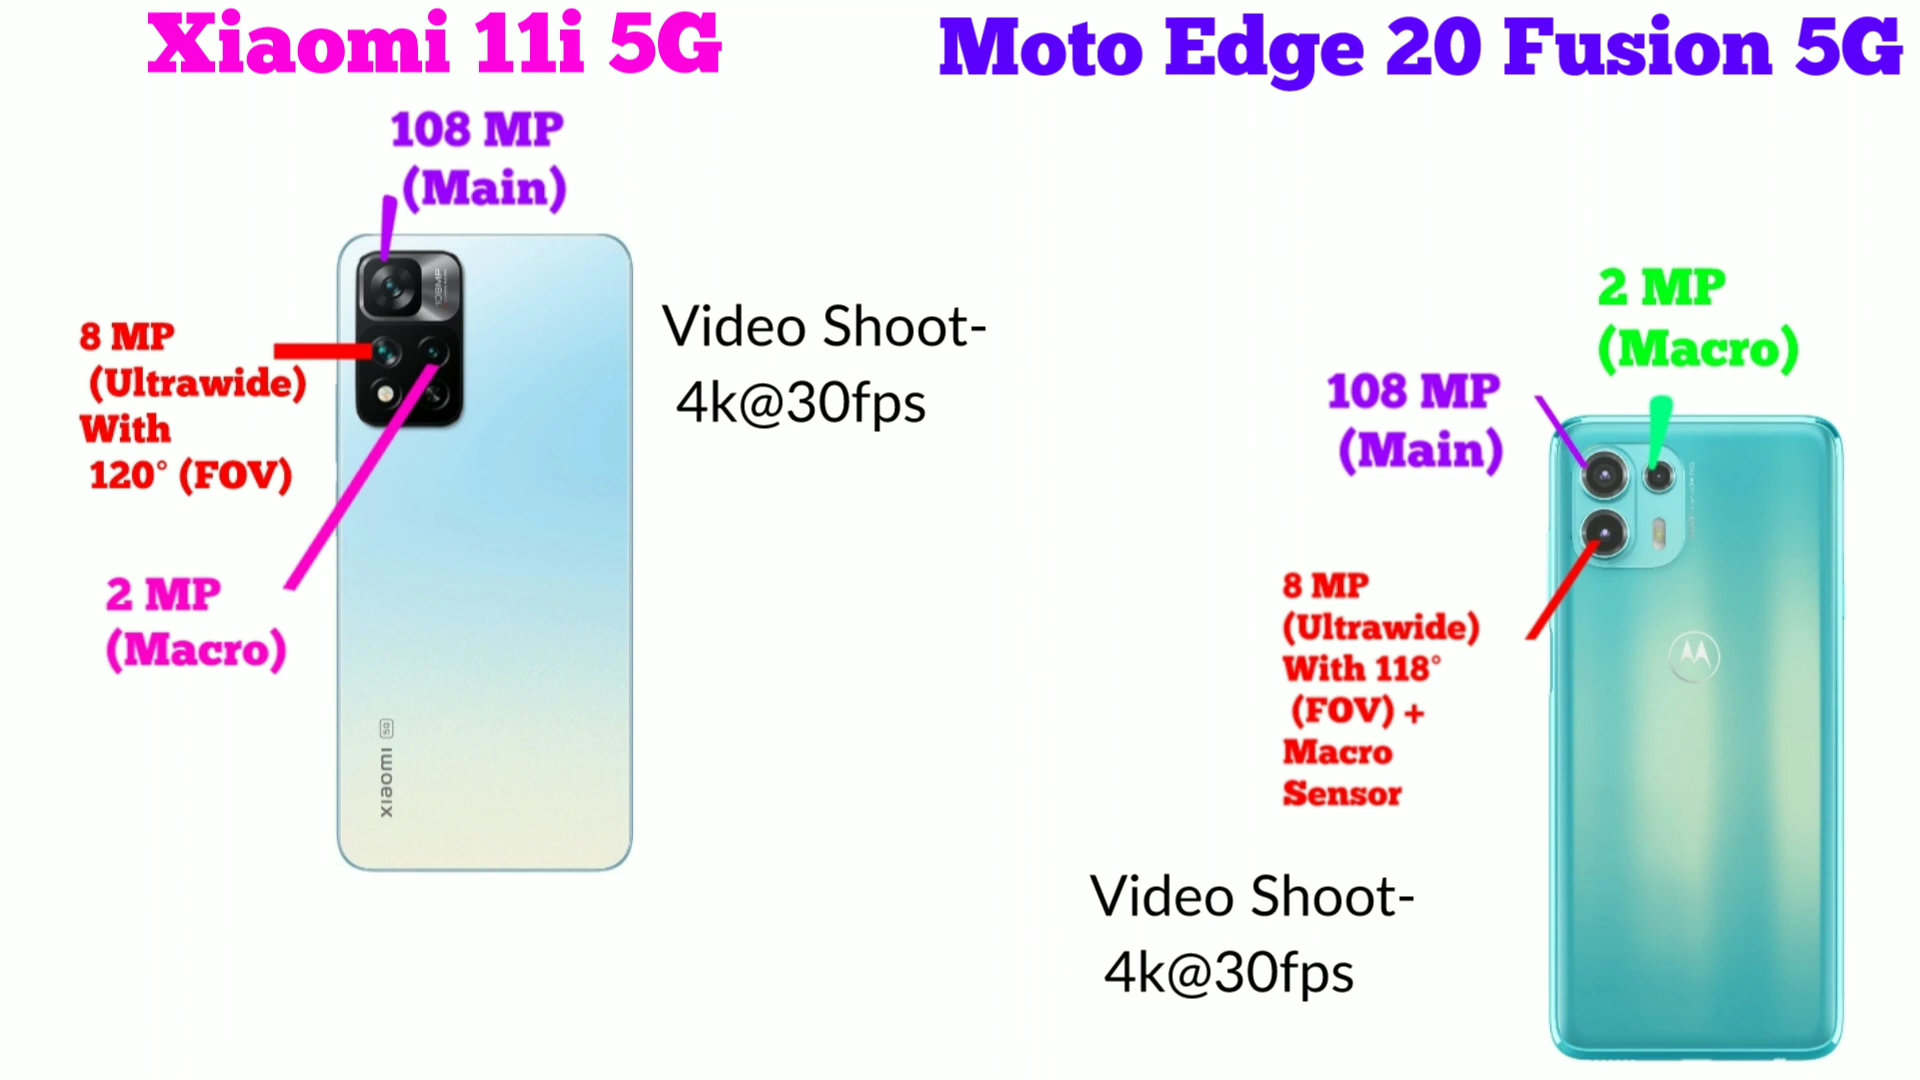 Xiaomi 11i 5G
Moto Edge 20 Fusion 5G
108 MP
(Main)
108MP
8 MP
(Ultrawide)
With
120° (FOV)
2 MP
(Macro)
xiaomi 5G
Video Shoot-
4k@30fps
2 MP
(Macro)
108 MP
(Main)
8 MP
(Ultrawide)
With 118°
(FOV) +
Macro
Sensor
Video Shoot-
4k@30fps